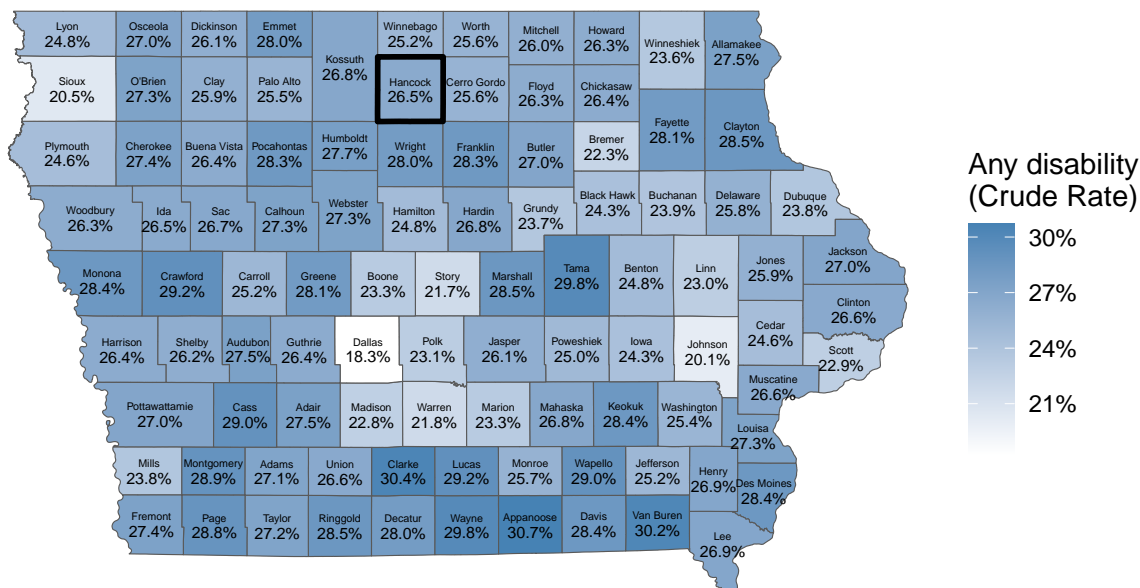 Lyon
24.8%
Osceola
27.0%
Dickinson
26.1%
Emmet
28.0%
Kossuth
26.8%
Winnebago
25.2%
Worth
25.6%
Mitchell
26.0%
Howard
26.3%
Winneshiek
23.6%
Allamakee
27.5%
Sioux
20.5%
O'Brien
27.3%
Clay
25.9%
Palo Alto
25.5%
Hancock
26.5%
Cerro Gordo
25.6%
Floyd
26.3%
Chickasaw
26.4%
Fayette
28.1%
Clayton
28.5%
Plymouth
24.6%
Cherokee
27.4%
Buena Vista
26.4%
Pocahontas
28.3%
Humboldt
27.7%
Wright
28.0%
Franklin
28.3%
Butler
27.0%
Bremer
22.3%
Woodbury
26.3%
Ida
26.5%
Sac
26.7%
Calhoun
27.3%
Webster
27.3%
Hamilton
24.8%
Hardin
26.8%
Grundy
23.7%
Black Hawk
24.3%
Buchanan
23.9%
Delaware
25.8%
Dubuque
23.8%
Monona
28.4%
Crawford
29.2%
Carroll
25.2%
Greene
28.1%
Boone
23.3%
Story
21.7%
Marshall
28.5%
Tama
29.8%
Benton
24.8%
Linn
23.0%
Jones
25.9%
Jackson
27.0%
Clinton
26.6%
Harrison
26.4%
Shelby
26.2%
Audubon
27.5%
Guthrie
26.4%
Dallas
18.3%
Polk
23.1%
Jasper
26.1%
Poweshiek
25.0%
Iowa
24.3%
Johnson
20.1%
Cedar
24.6%
Scott
22.9%
Muscatine
26.6%
Pottawattamie
27.0%
Cass
29.0%
Adair
27.5%
Madison
22.8%
Warren
21.8%
Marion
23.3%
Mahaska
26.8%
Keokuk
28.4%
Washington
25.4%
Louisa
27.3%
Mills
23.8%
Montgomery
28.9%
Adams
27.1%
Union
26.6%
Clarke
30.4%
Lucas
29.2%
Monroe
25.7%
Wapello
29.0%
Jefferson
25.2%
Henry
26.9%
Des Moines
28.4%
Fremont
27.4%
Page
28.8%
Taylor
27.2%
Ringgold
28.5%
Decatur
28.0%
Wayne
29.8%
Appanoose
30.7%
Davis
28.4%
Van Buren
30.2%
Lee
26.9%
Any disability
(Crude Rate)
30%
27%
24%
21%